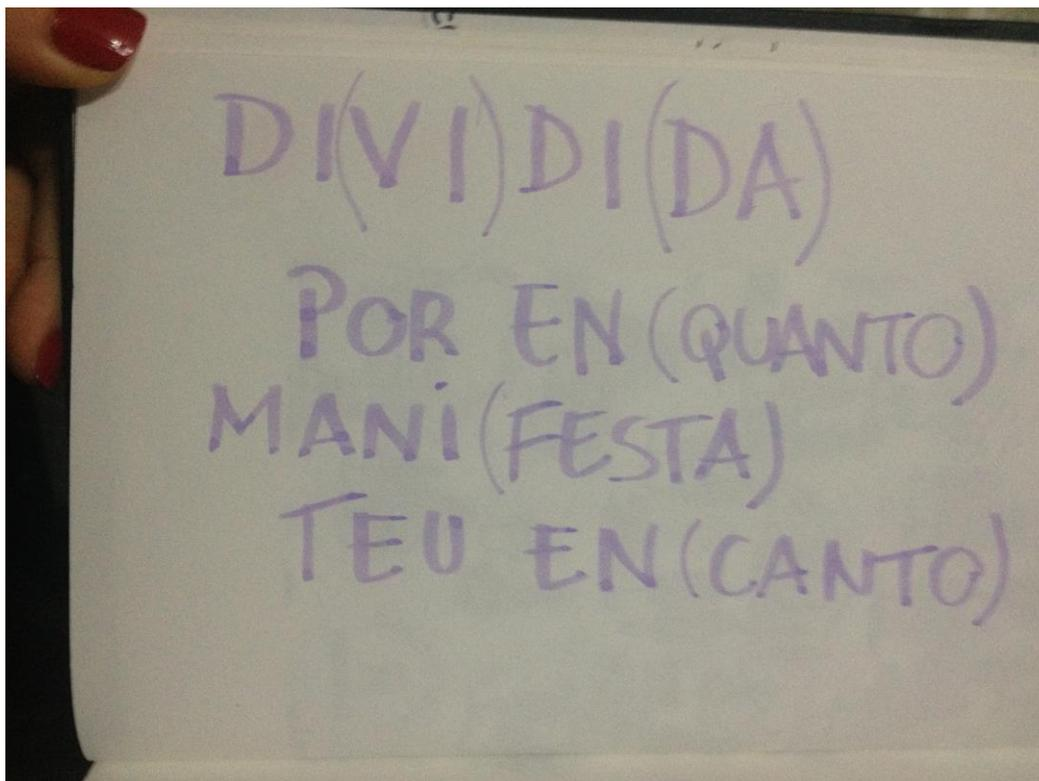 DI(VI)DI(DA)
POR EN(QUANTO)
MANI(FESTA)
TEU EN(CANTO)